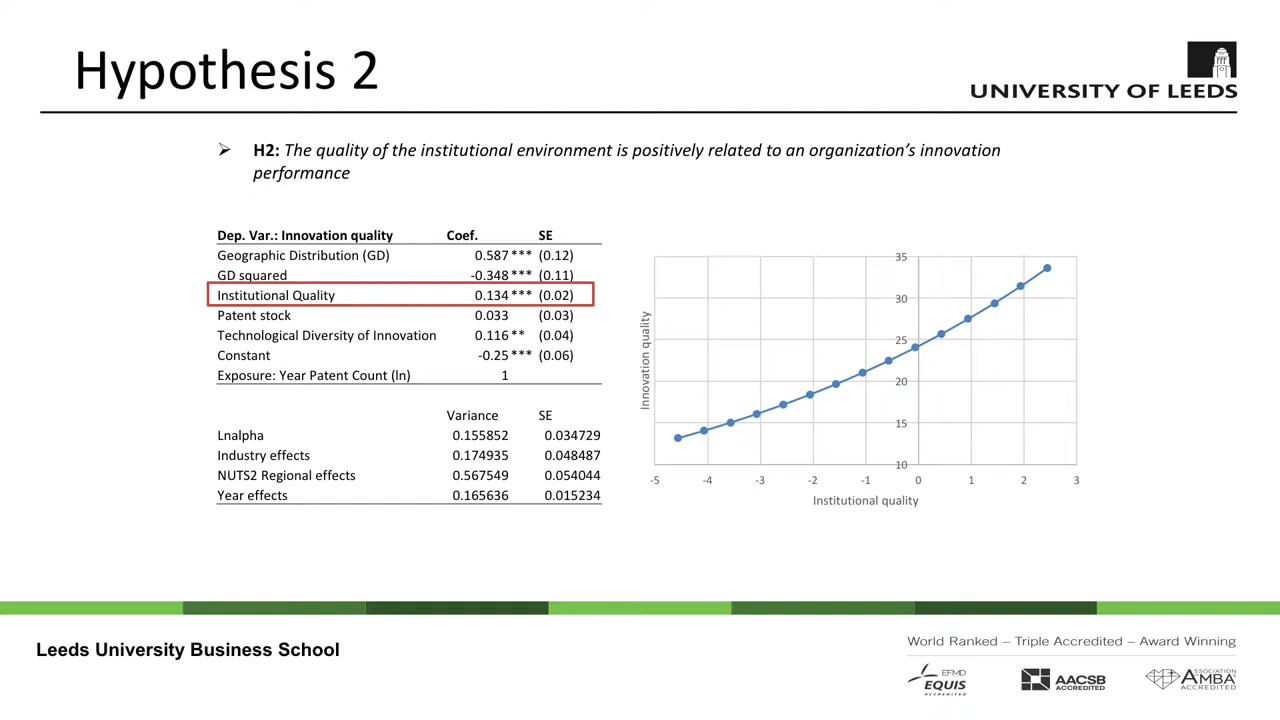 Hypothesis 2
UNIVERSITY OF LEEDS
➢ H2: The quality of the institutional environment is positively related to an organization’s innovation
performance
Dep. Var.: Innovation quality Coef. SE
Geographic Distribution (GD) 0.587 *** (0.12)
GD squared -0.348 *** (0.11)
Institutional Quality 0.134 *** (0.02)
Patent stock 0.033 (0.03)
Technological Diversity of Innovation 0.116 ** (0.04)
Constant -0.25 *** (0.06)
Exposure: Year Patent Count (ln) 1
Variance SE
Lnalpha 0.155852 0.034729
Industry effects 0.174935 0.048487
NUTS2 Regional effects 0.567549 0.054044
Year effects 0.165636 0.015234
Innovation quality
35
30
25
20
15
10
-5 -4 -3 -2 -1 0 1 2 3
Institutional quality
Leeds University Business School
World Ranked – Triple Accredited – Award Winning
EFMD
EQUIS
ACCREDITED
AACSB
ACCREDITED
ASSOCIATION
AMBA
ACCREDITED